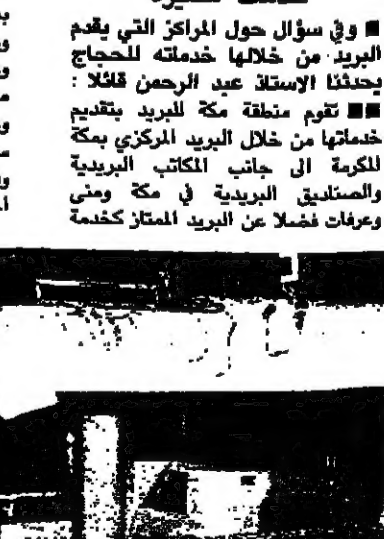 ■ وفي سؤال حول المراكز التي يقدم
البريد من خلالها خدماته للحجاج
يحدثنا الاستاذ عبد الرحمن قائلا :
■■ تقوم منطقة مكة للبريد بتقديم
خدماتها من خلال البريد المركزي بمكة
المكرمة الى جانب المكاتب البريدية
والصناديق البريدية في مكة ومنى
وعرفات فضلا عن البريد الممتاز كخدمة